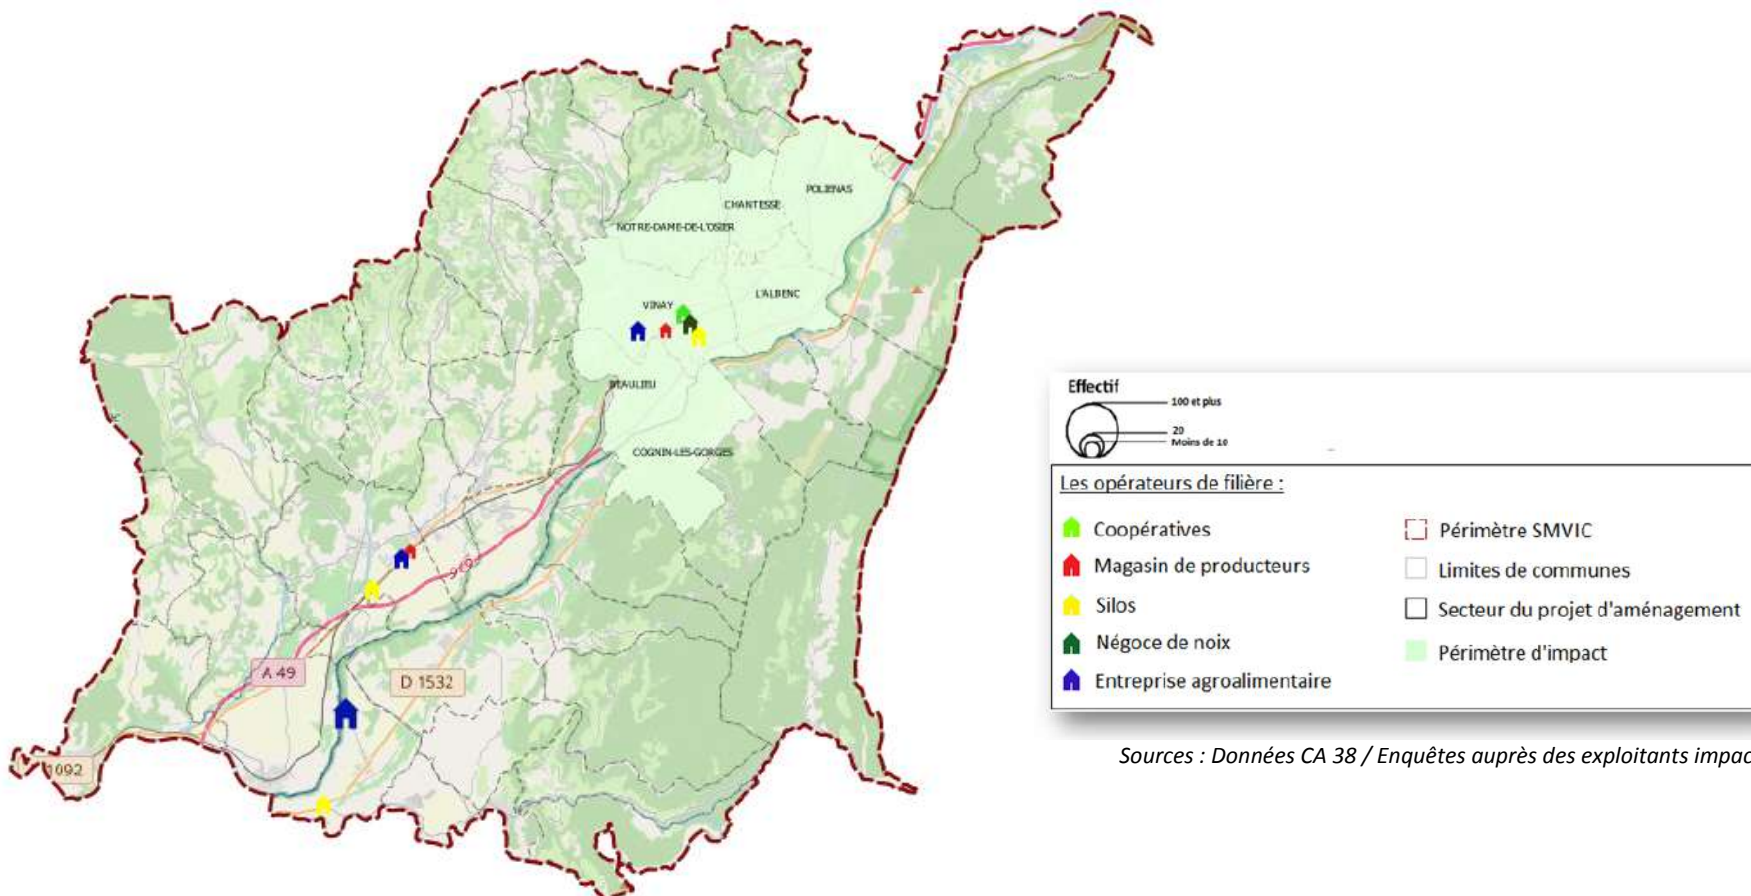 POLIENAS
CHANTESSE
NOTRE-DAME-DE-L'OSIER
L'ALBENC
VINAY
BEAULIEU
COGNIN-LES-GORGES
A 49
D 1532
1092
Effectif
100 et plus
20
Moins de 10
Les opérateurs de filière :
Coopératives
Magasin de producteurs
Silos
Négoce de noix
Entreprise agroalimentaire
Périmètre SMVIC
Limites de communes
Secteur du projet d'aménagement
Périmètre d'impact
Sources : Données CA 38 / Enquêtes auprès des exploitants impac